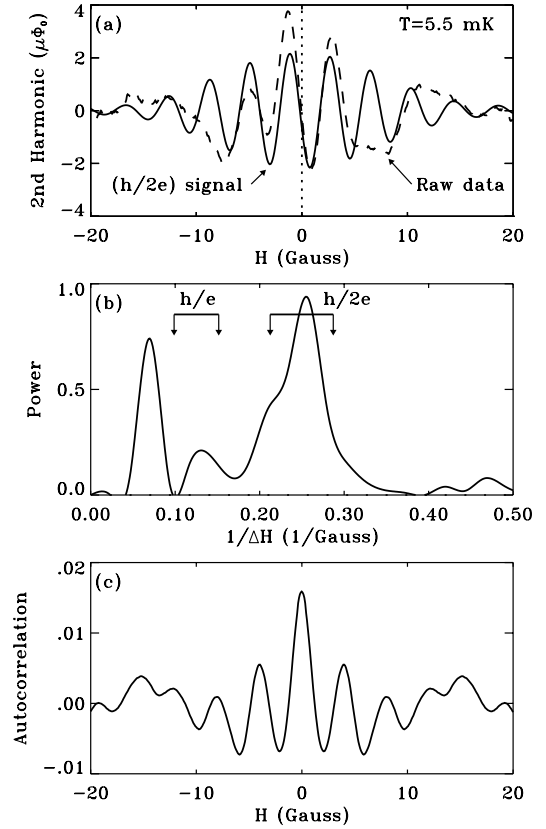 4
(a)
T=5.5 mK
2
0
−2
−4
2nd Harmonic (μΦ₀)
(h/2e) signal
Raw data
−20
−10
0
10
20
H (Gauss)
1.0
(b)
h/e
h/2e
0.5
0.0
Power
0.00
0.10
0.20
0.30
0.40
0.50
1/ΔH (1/Gauss)
.02
(c)
.01
.00
−.01
Autocorrelation
−20
−10
0
10
20
H (Gauss)